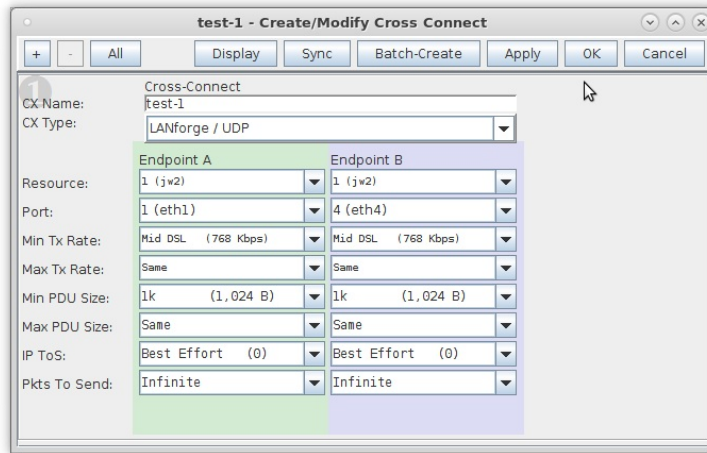 test-1 - Create/Modify Cross Connect
+ - All Display Sync Batch-Create Apply OK Cancel
1
Cross-Connect
CX Name: test-1
CX Type: LANforge / UDP
Endpoint A Endpoint B
Resource: 1 (jw2) 1 (jw2)
Port: 1 (eth1) 4 (eth4)
Min Tx Rate: Mid DSL (768 Kbps) Mid DSL (768 Kbps)
Max Tx Rate: Same Same
Min PDU Size: 1k (1,024 B) 1k (1,024 B)
Max PDU Size: Same Same
IP ToS: Best Effort (0) Best Effort (0)
Pkts To Send: Infinite Infinite